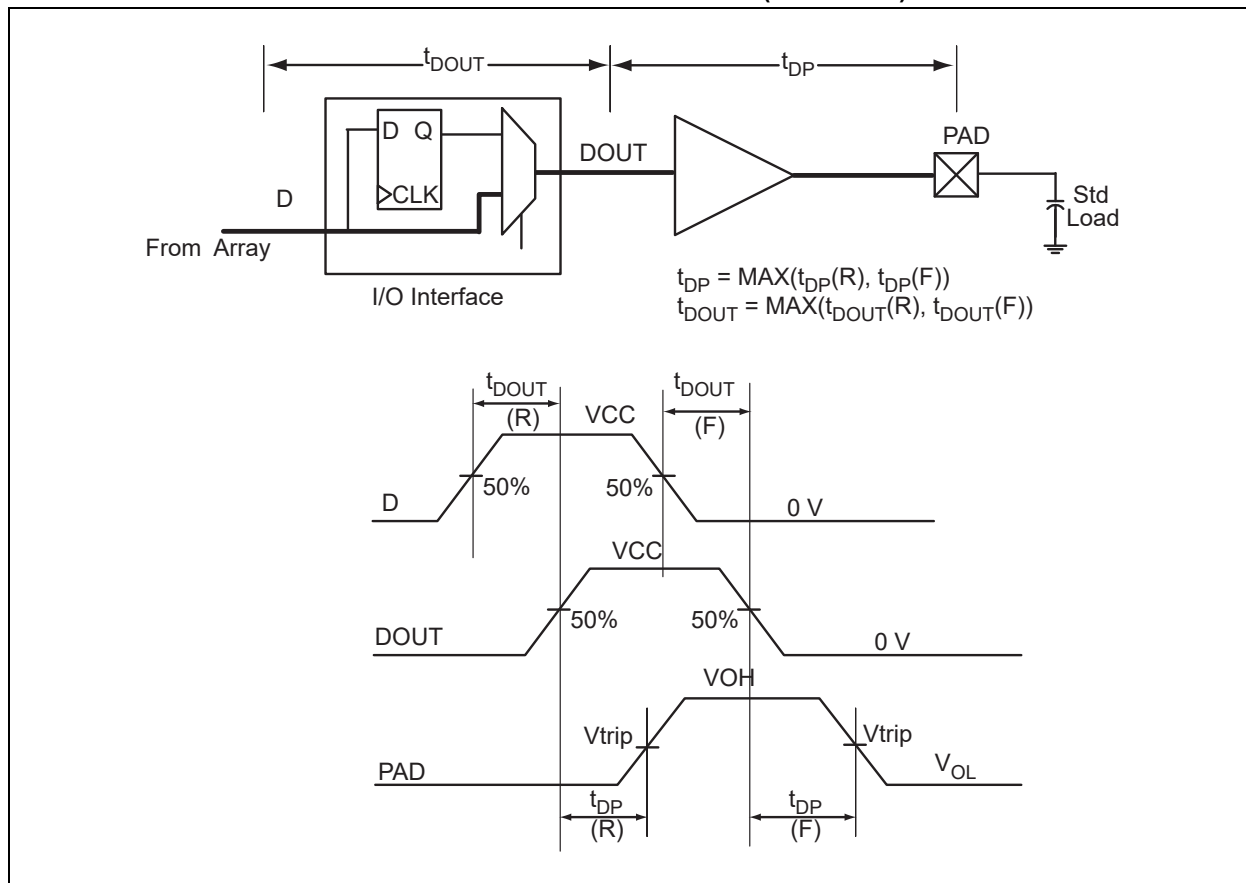 tDOUT
tDP
D Q
CLK
D
From Array
I/O Interface
DOUT
PAD
Std
Load
tDP = MAX(tDP(R), tDP(F))
tDOUT = MAX(tDOUT(R), tDOUT(F))
tDOUT
(R)
VCC
tDOUT
(F)
50%
50%
D
0 V
VCC
50%
50%
DOUT
0 V
VOH
Vtrip
Vtrip
PAD
VOL
tDP
(R)
tDP
(F)